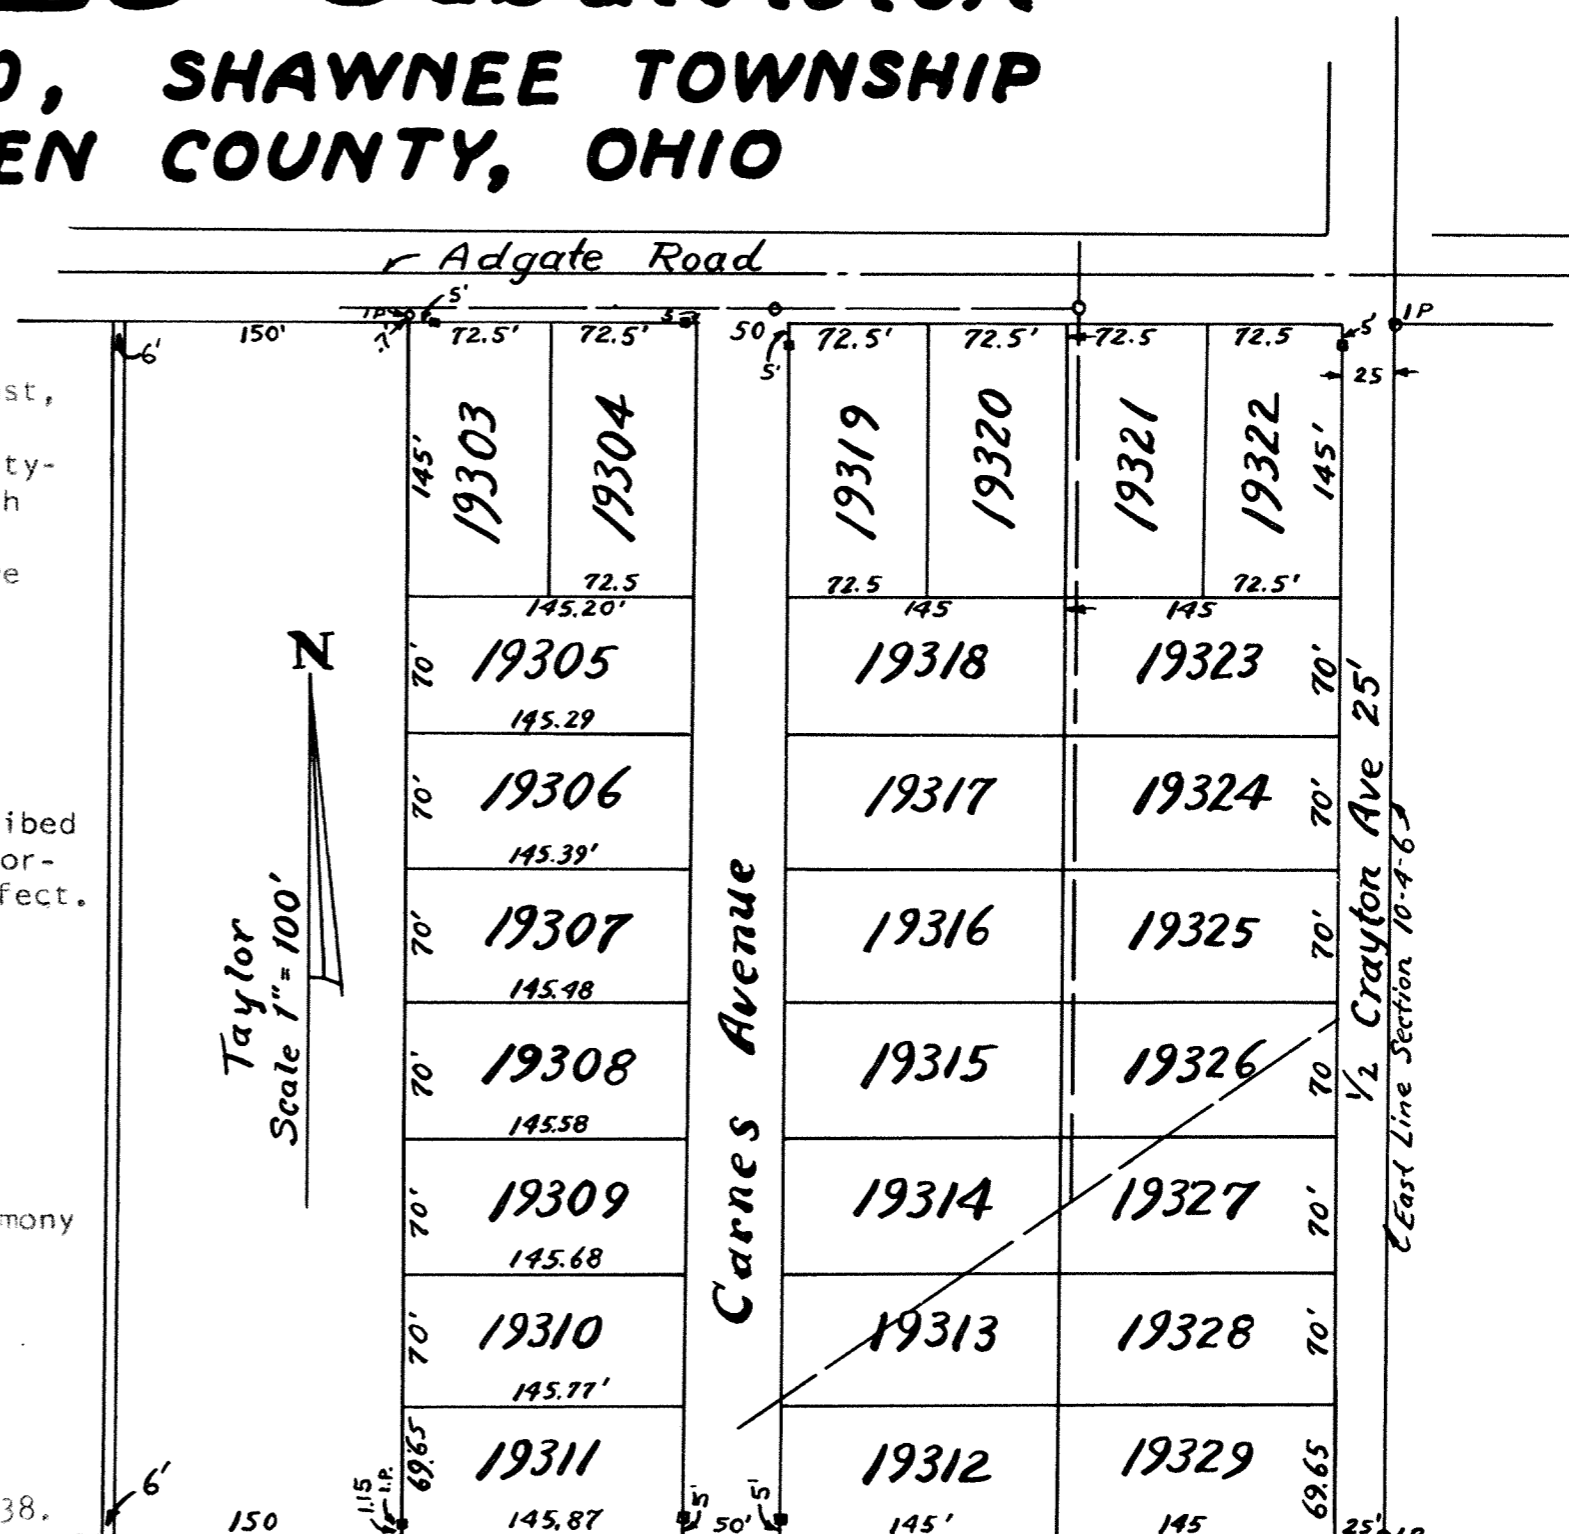 SHAWNEE TOWNSHIP
EN COUNTY, OHIO
Adgate Road
IP 5' 5 IP
.7'
6' 150' 72.5' 72.5' 50 72.5' 72.5' 72.5 72.5 5'
5' 25
st,
ty-
h
e
145' 19303 19304 19319 19320 19321 19322 145'
72.5 72.5 72.5'
145.20' 145 145
N
70' 19305 19318 19323 70'
145.29
70' 19306 19317 19324 70'
145.39'
ibed
or-
fect.
70' 19307 19316 19325 70'
145.48
70' 19308 19315 19326 70
145.58
70' 19309 19314 19327 70'
145.68
mony
70' 19310 19313 19328 70'
145.77'
69.65 19311 19312 19329 69.65
Taylor
Scale 1"= 100'
Carnes Avenue
1/2 Crayton Ave 25'
East Line Section 10-4-6
6' 1.15 I.P. 5' 5'
38.
150 145.87 50' 145' 145 25'